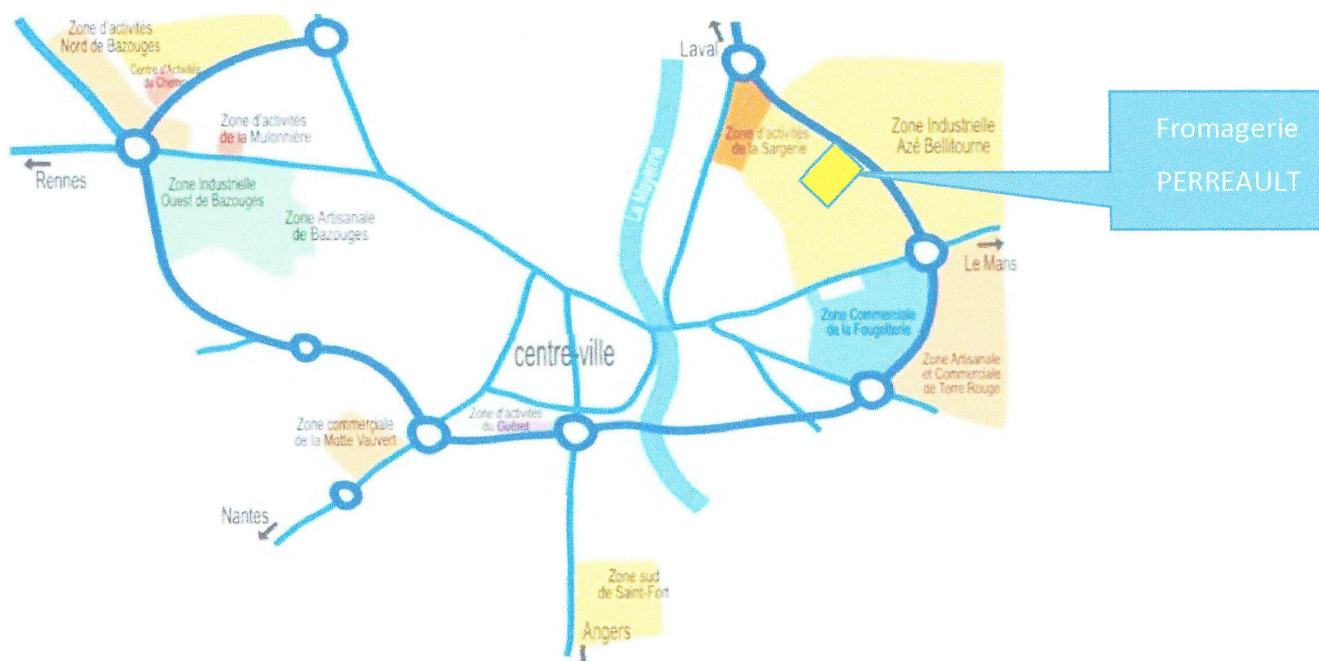 Zone d'activités
Nord de Bazouges
Centre d'Activités
de Chemin
Zone d'activités
de la Mulonnière
Rennes
Zone Industrielle
Ouest de Bazouges
Zone Artisanale
de Bazouges
centre-ville
Zone commerciale
de la Motte Vauvert
Zone d'activités
du Guéret
Nantes
Zone sud
de Saint-Fort
Angers
La Mayenne
Laval
Zone d'activités
de la Sargerie
Zone Industrielle
Azé Bellitourne
Le Mans
Zone Commerciale
de la Fougetterie
Zone Artisanale
et Commerciale
de Terre Rouge
Fromagerie
PERREAULT